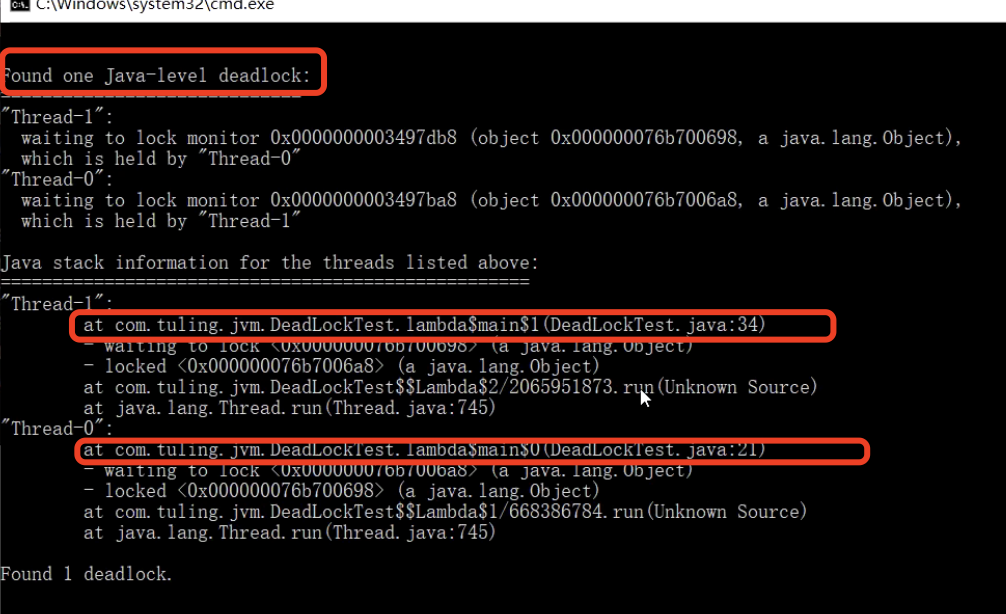 C:\Windows\system32\cmd.exe
Found one Java-level deadlock:
=============================
"Thread-1":
  waiting to lock monitor 0x0000000003497db8 (object 0x000000076b700698, a java.lang.Object),
  which is held by "Thread-0"
"Thread-0":
  waiting to lock monitor 0x0000000003497ba8 (object 0x000000076b7006a8, a java.lang.Object),
  which is held by "Thread-1"
Java stack information for the threads listed above:
===================================================
"Thread-1":
        at com.tuling.jvm.DeadLockTest.lambda$main$1(DeadLockTest.java:34)
        - waiting to lock <0x000000076b700698> (a java.lang.Object)
        - locked <0x000000076b7006a8> (a java.lang.Object)
        at com.tuling.jvm.DeadLockTest$$Lambda$2/2065951873.run(Unknown Source)
        at java.lang.Thread.run(Thread.java:745)
"Thread-0":
        at com.tuling.jvm.DeadLockTest.lambda$main$0(DeadLockTest.java:21)
        - waiting to lock <0x000000076b7006a8> (a java.lang.Object)
        - locked <0x000000076b700698> (a java.lang.Object)
        at com.tuling.jvm.DeadLockTest$$Lambda$1/668386784.run(Unknown Source)
        at java.lang.Thread.run(Thread.java:745)
Found 1 deadlock.